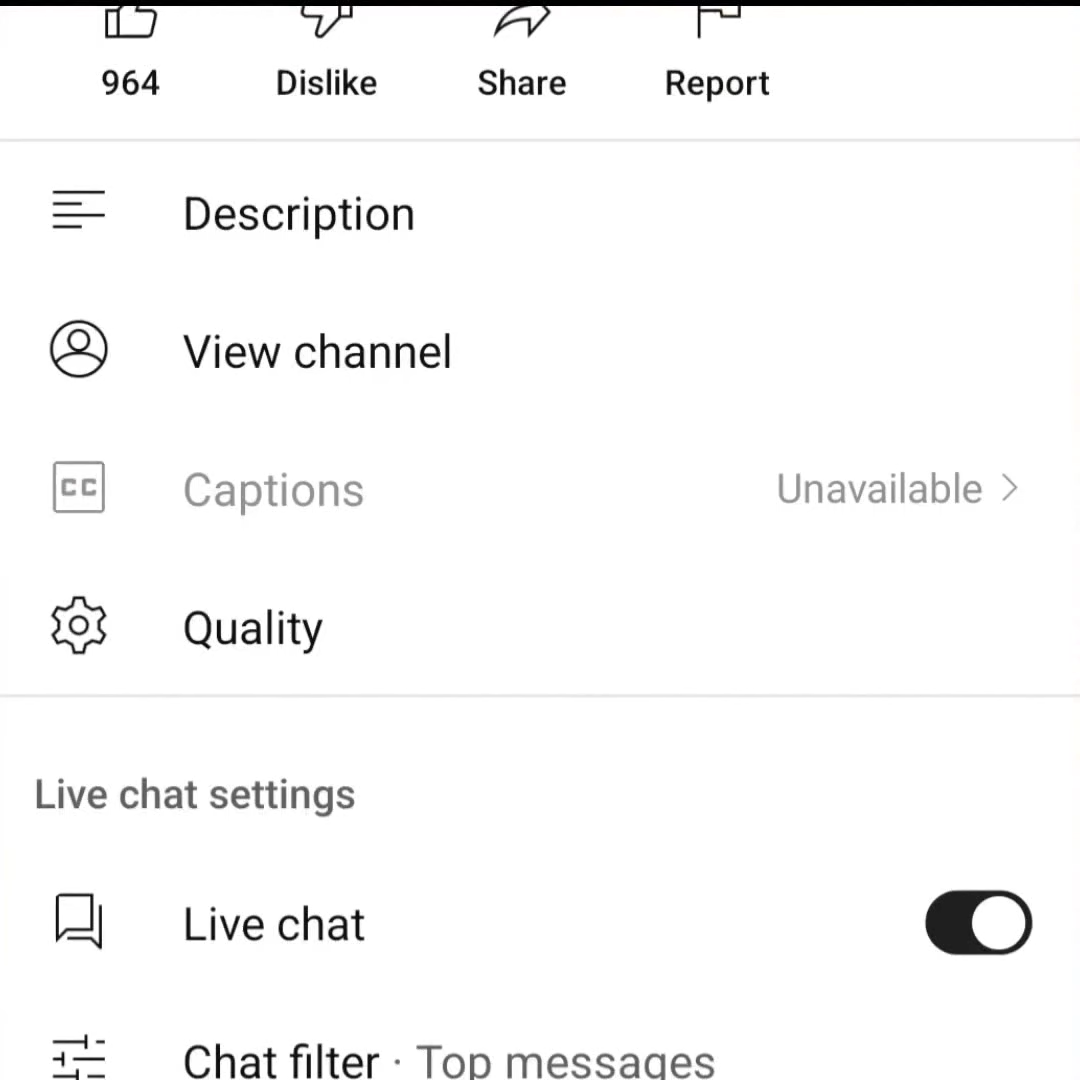 964 Dislike Share Report
Description
View channel
CC Captions Unavailable
Quality
Live chat settings
Live chat
Chat filter · Top messages